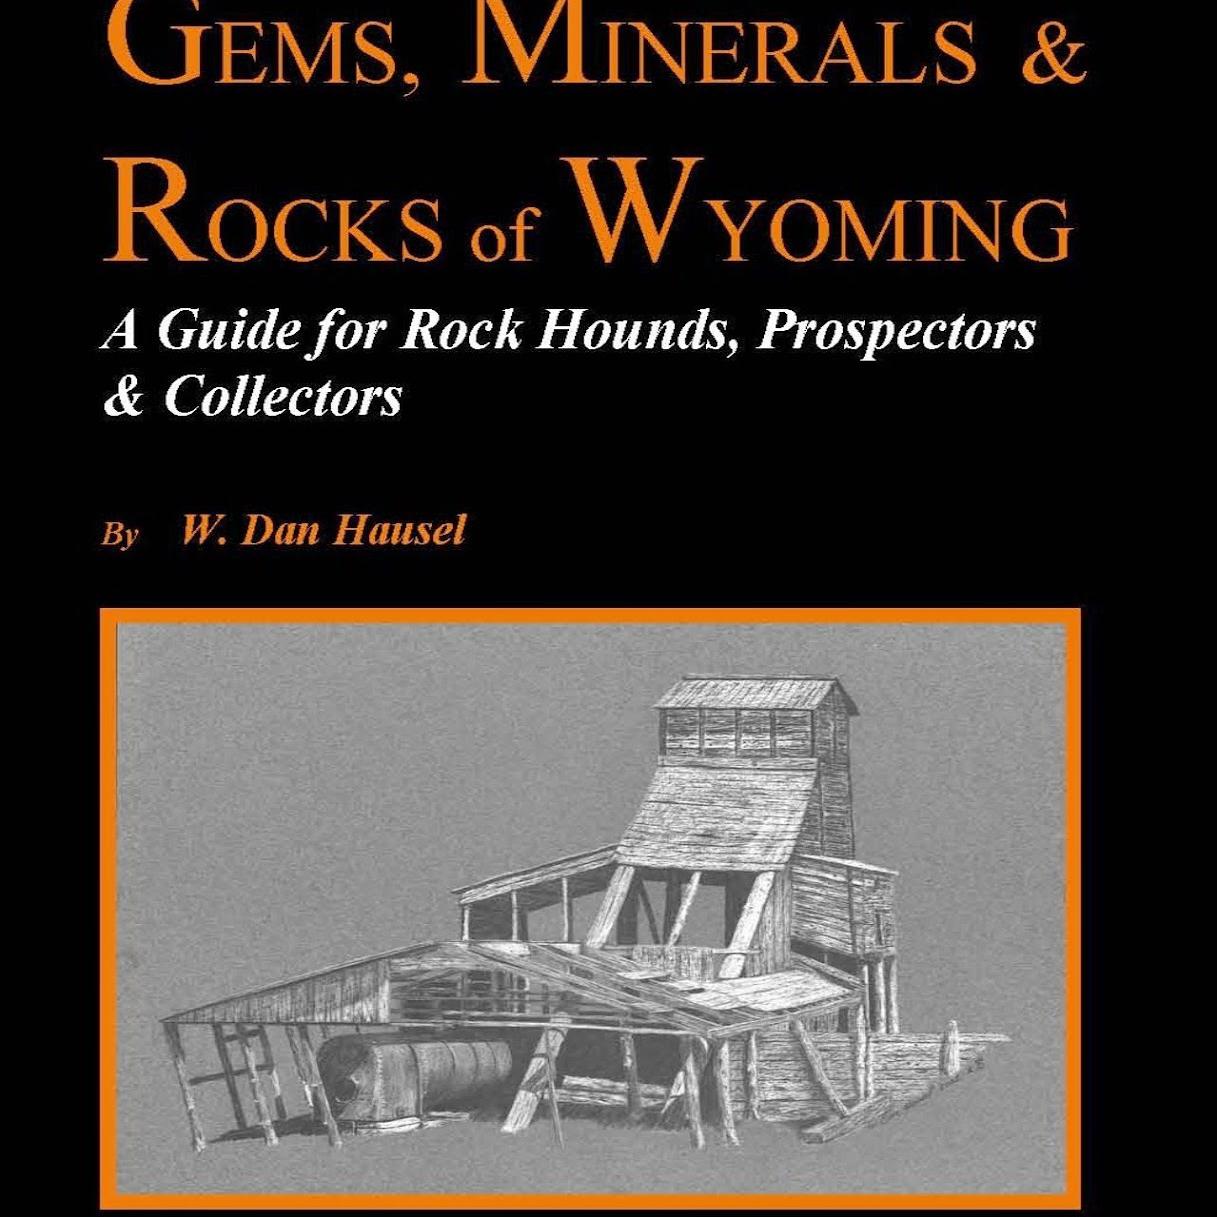 GEMS, MINERALS &
ROCKS of WYOMING
A Guide for Rock Hounds, Prospectors
& Collectors
By W. Dan Hausel